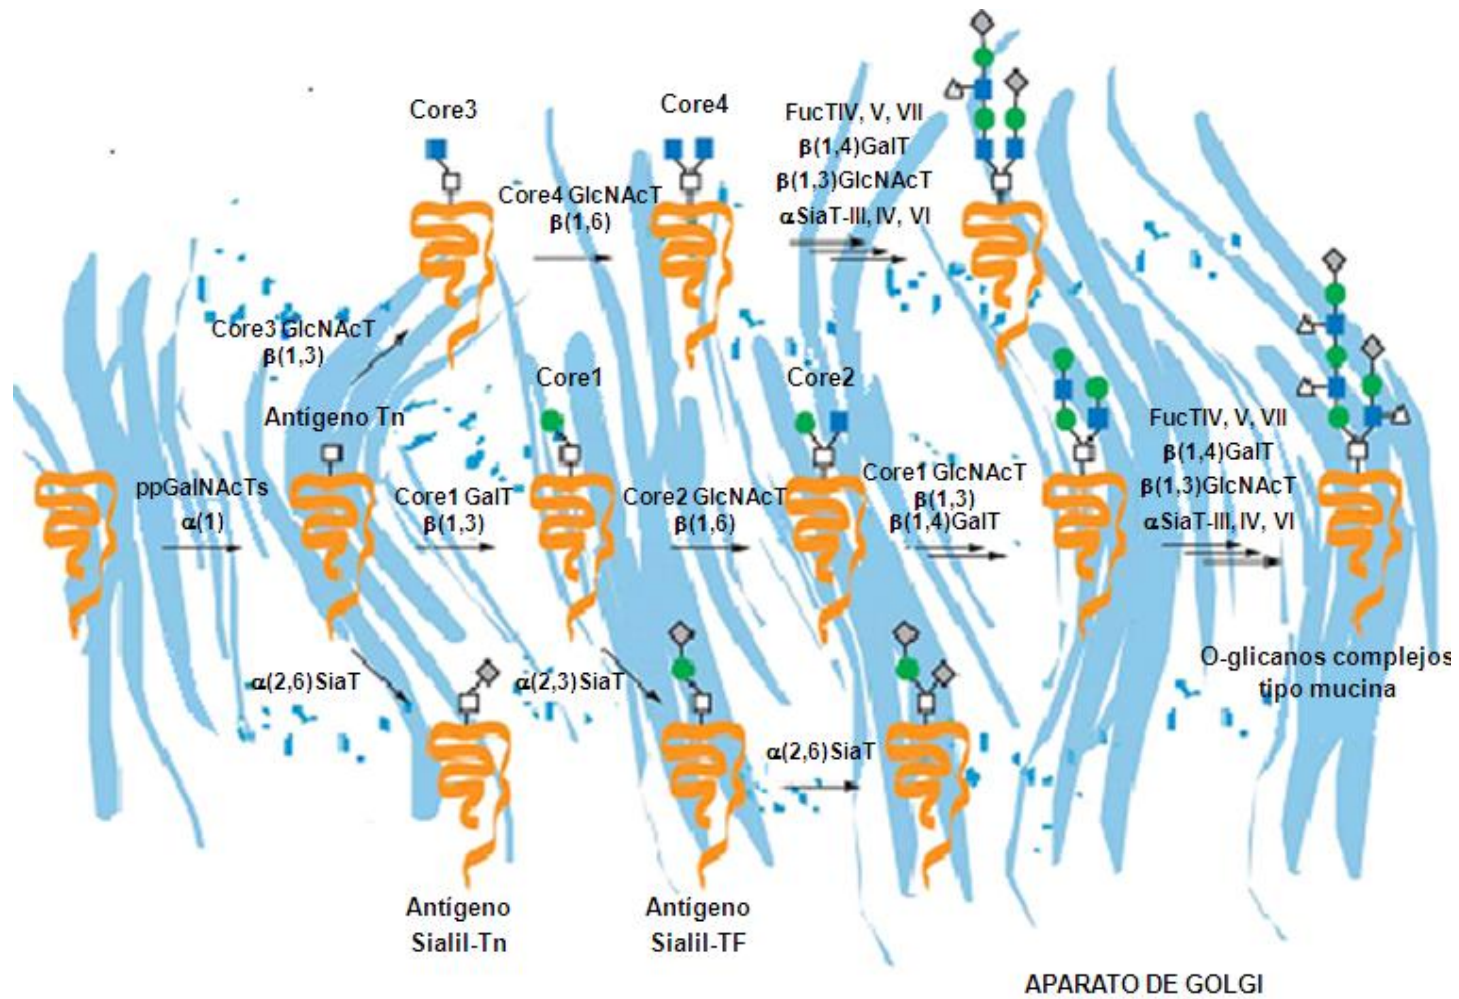 Core3
Core4
FucTIV, V, VII
β(1,4)GalT
β(1,3)GlcNAcT
αSiaT-III, IV, VI
Core4 GlcNAcT
β(1,6)
Core3 GlcNAcT
β(1,3)
Antígeno Tn
Core1
Core2
ppGalNAcTs
α(1)
Core1 GalT
β(1,3)
Core2 GlcNAcT
β(1,6)
Core1 GlcNAcT
β(1,3)
β(1,4)GalT
FucTIV, V, VII
β(1,4)GalT
β(1,3)GlcNAcT
αSiaT-III, IV, VI
O-glicanos complejos
tipo mucina
α(2,6)SiaT
α(2,3)SiaT
α(2,6)SiaT
Antígeno
Sialil-Tn
Antígeno
Sialil-TF
APARATO DE GOLGI